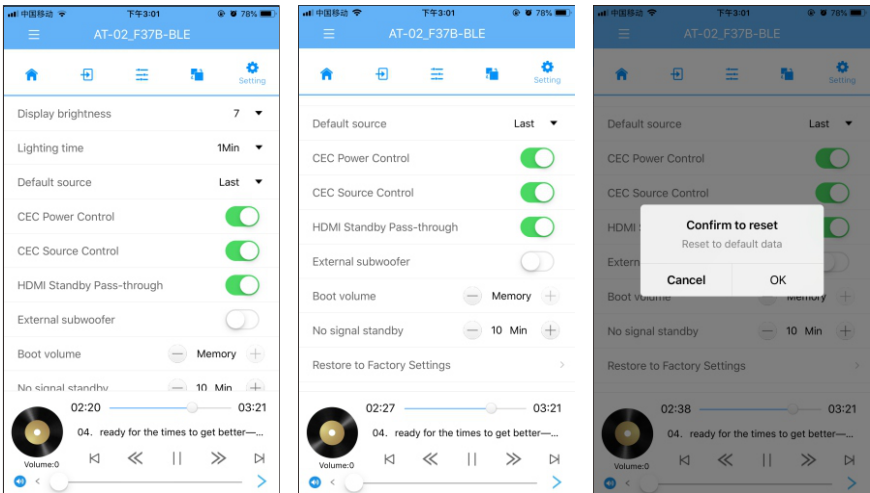 中国移动 下午3:01 78%
AT-02_F37B-BLE
Setting
Display brightness 7
Lighting time 1Min
Default source Last
CEC Power Control
CEC Source Control
HDMI Standby Pass-through
External subwoofer
Boot volume Memory
No signal standby 10 Min
02:20 03:21
04. ready for the times to get better—...
Volume:0
中国移动 下午3:01 78%
AT-02_F37B-BLE
Setting
Default source Last
CEC Power Control
CEC Source Control
HDMI Standby Pass-through
External subwoofer
Boot volume Memory
No signal standby 10 Min
Restore to Factory Settings
02:27 03:21
04. ready for the times to get better—...
Volume:0
中国移动 下午3:01 78%
AT-02_F37B-BLE
Setting
Default source Last
CEC Power Control
CEC Source Control
HDMI
Confirm to reset
Reset to default data
Extern
Cancel OK
Boot volume Memory
No signal standby 10 Min
Restore to Factory Settings
02:38 03:21
04. ready for the times to get better—...
Volume:0